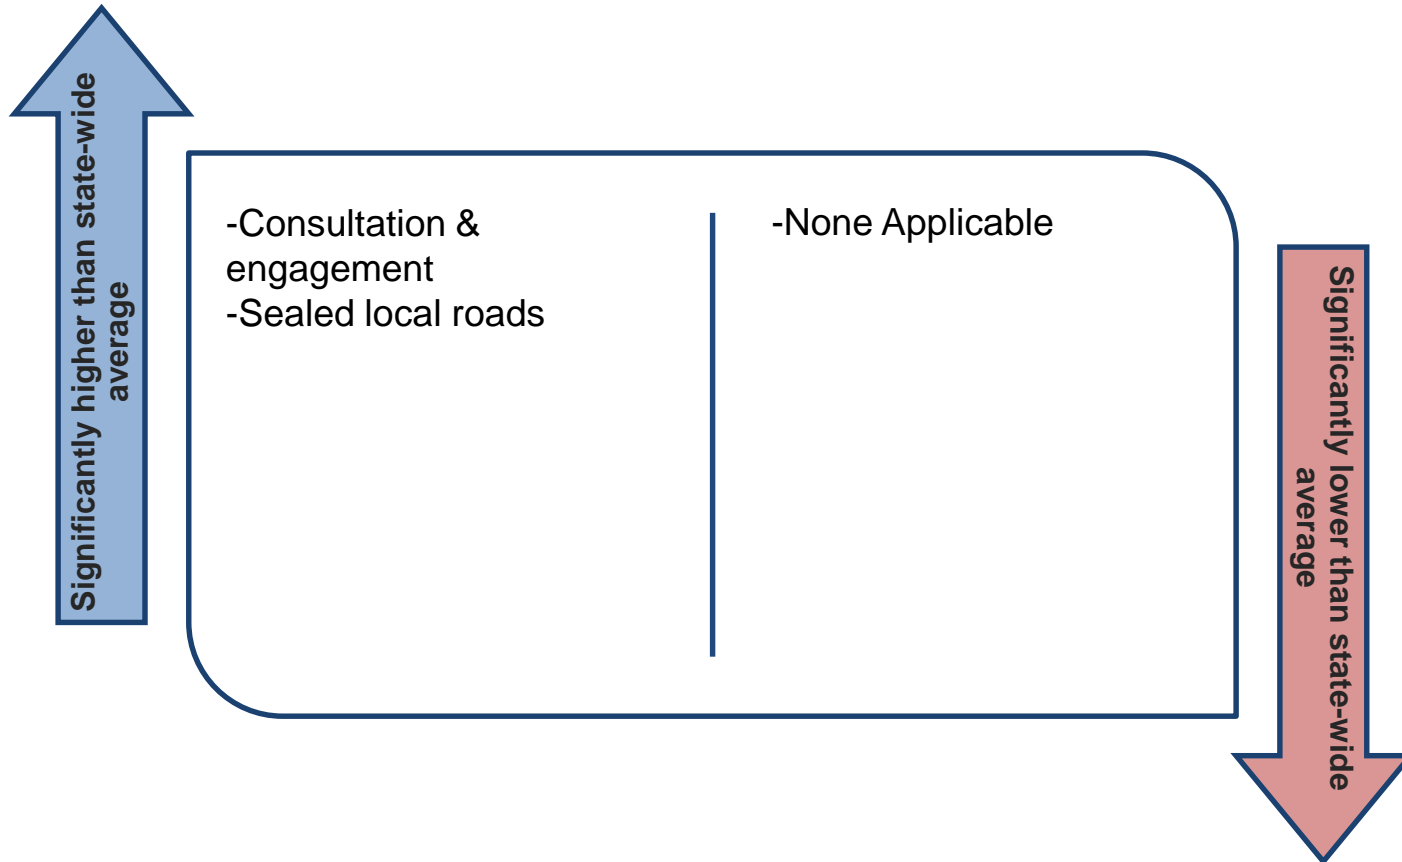 Significantly higher than state-wide
average
-Consultation &
engagement
-Sealed local roads
-None Applicable
Significantly lower than state-wide
average